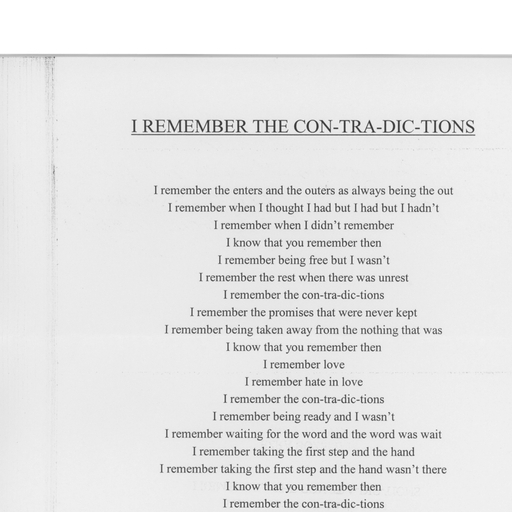 I REMEMBER THE CON-TRA-DIC-TIONS
I remember the enters and the outers as always being the out
I remember when I thought I had but I had but I hadn't
I remember when I didn't remember
I know that you remember then
I remember being free but I wasn't
I remember the rest when there was unrest
I remember the con-tra-dic-tions
I remember the promises that were never kept
I remember being taken away from the nothing that was
I know that you remember then
I remember love
I remember hate in love
I remember the con-tra-dic-tions
I remember being ready and I wasn't
I remember waiting for the word and the word was wait
I remember taking the first step and the hand
I remember taking the first step and the hand wasn't there
I know that you remember then
I remember the con-tra-dic-tions